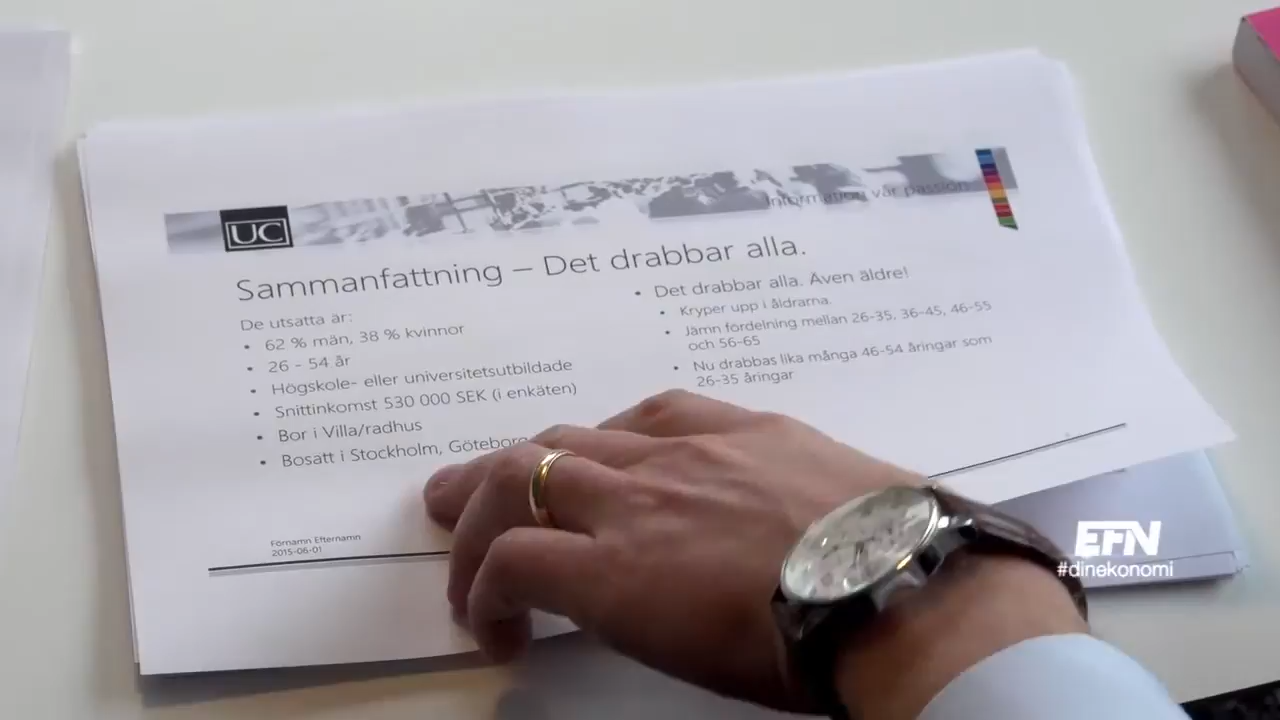 UC
Information vår passion
Sammanfattning – Det drabbar alla.
De utsatta är:
• 62 % män, 38 % kvinnor
• 26 - 54 år
• Högskole- eller universitetsutbildade
• Snittinkomst 530 000 SEK (i enkäten)
• Bor i Villa/radhus
• Bosatt i Stockholm, Göteborg
• Det drabbar alla. Även äldre!
• Kryper upp i åldrarna.
• Jämn fördelning mellan 26-35, 36-45, 46-55
och 56-65
• Nu drabbas lika många 46-54 åringar som
26-35 åringar
Förnamn Efternamn
2015-06-01
EFN
#dinekonomi